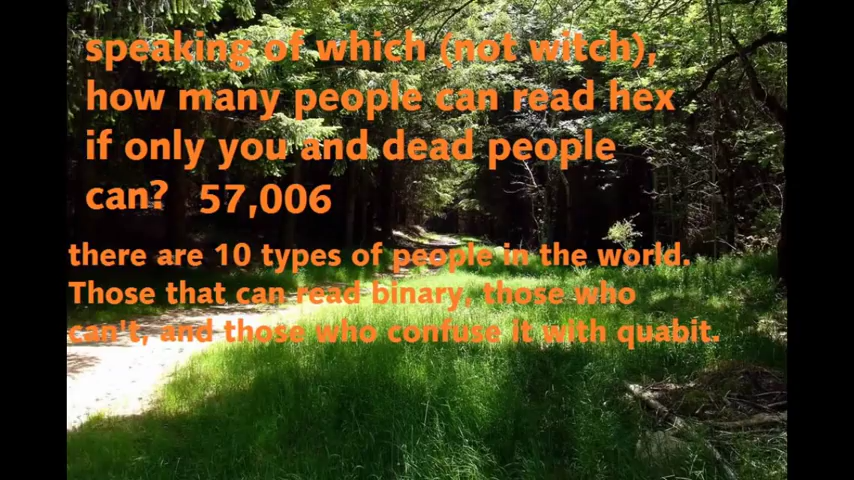 speaking of which (not witch),
how many people can read hex
if only you and dead people
can? 57,006
there are 10 types of people in the world.
Those that can read binary, those who
can't, and those who confuse it with quabit.